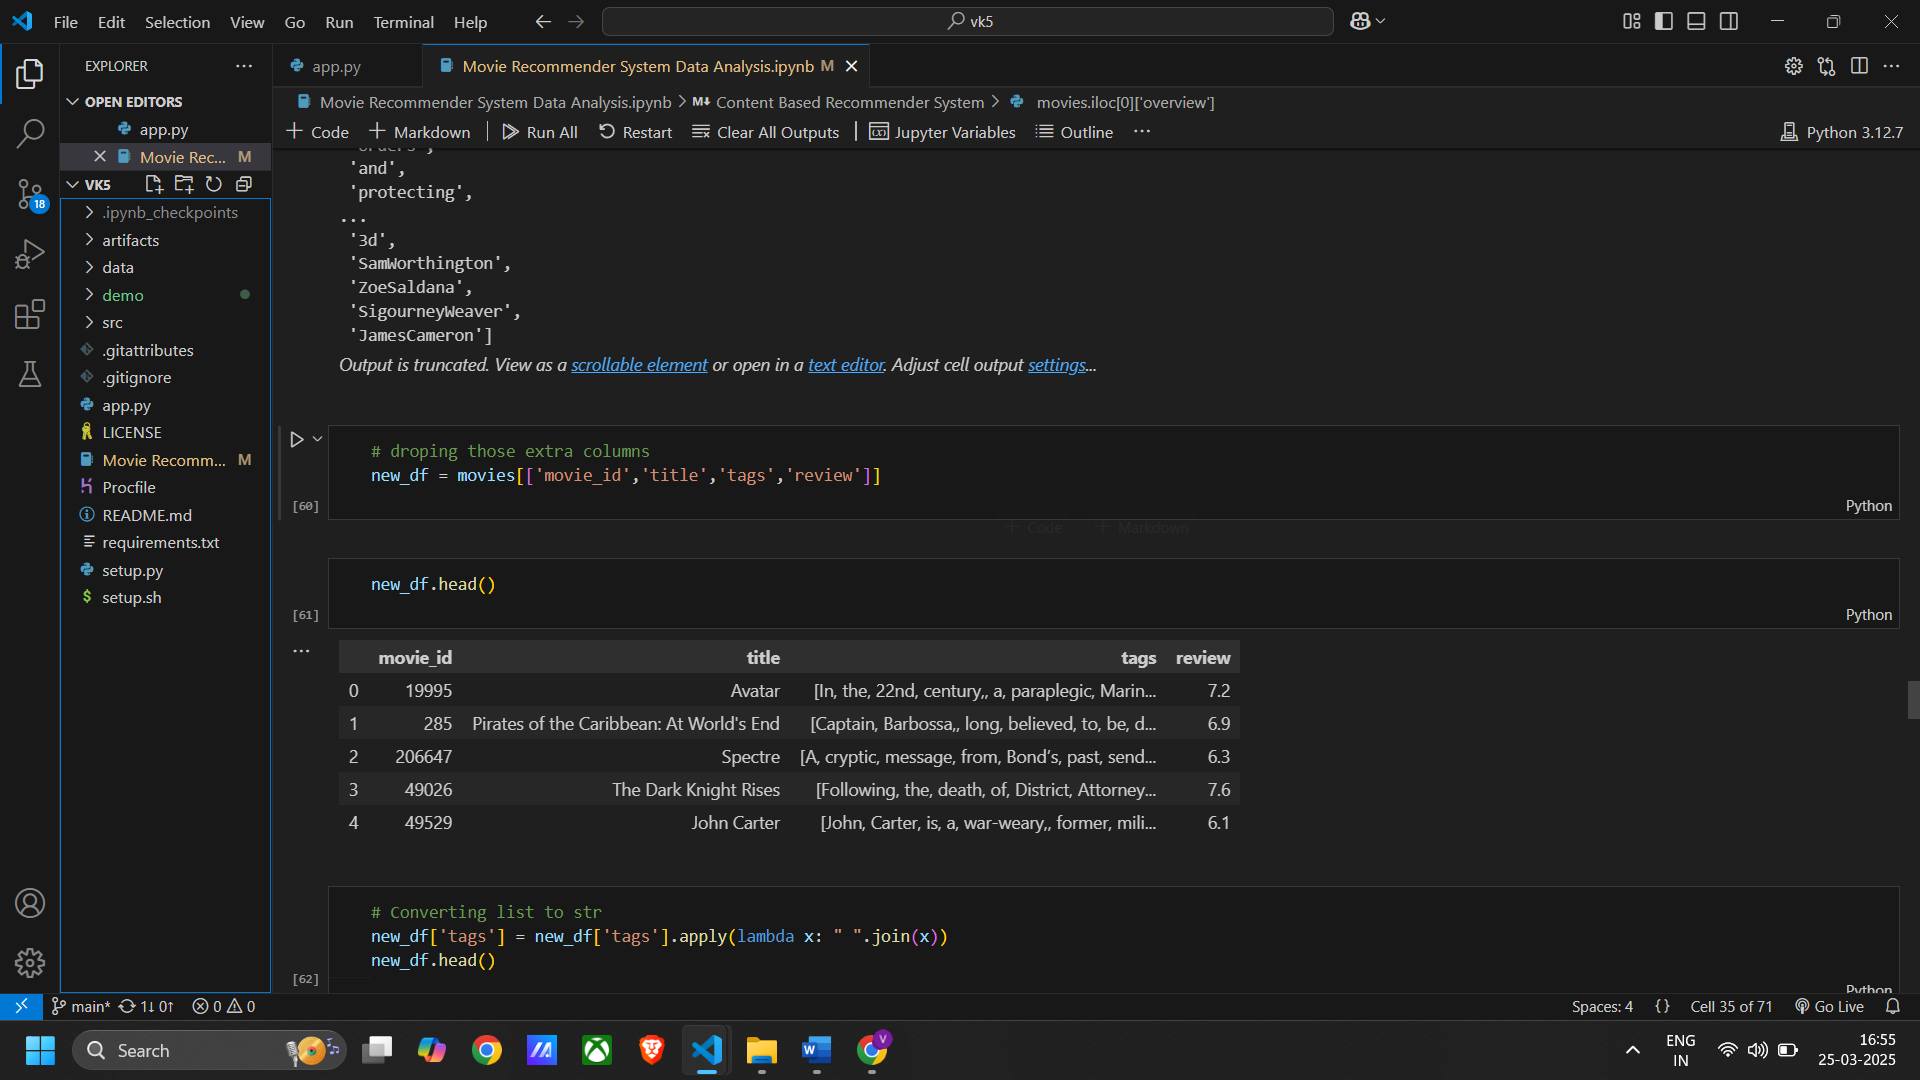 File Edit Selection View Go Run Terminal Help
vk5
EXPLORER
OPEN EDITORS
app.py
Movie Rec... M
VK5
.ipynb_checkpoints
artifacts
data
demo
src
.gitattributes
.gitignore
app.py
LICENSE
Movie Recomm... M
Procfile
README.md
requirements.txt
setup.py
setup.sh
18
app.py
Movie Recommender System Data Analysis.ipynb M
Movie Recommender System Data Analysis.ipynb > M↓ Content Based Recommender System > movies.iloc[0]['overview']
+ Code + Markdown Run All Restart Clear All Outputs Jupyter Variables Outline ...
Python 3.12.7
'orders',
'and',
'protecting',
...
'3d',
'SamWorthington',
'ZoeSaldana',
'SigourneyWeaver',
'JamesCameron']
Output is truncated. View as a scrollable element or open in a text editor. Adjust cell output settings...
# droping those extra columns
new_df = movies[['movie_id','title','tags','review']]
[60]
Python
+ Code + Markdown
new_df.head()
[61]
Python
...
movie_id title tags review
0 19995 Avatar [In, the, 22nd, century,, a, paraplegic, Marin... 7.2
1 285 Pirates of the Caribbean: At World's End [Captain, Barbossa,, long, believed, to, be, d... 6.9
2 206647 Spectre [A, cryptic, message, from, Bond’s, past, send... 6.3
3 49026 The Dark Knight Rises [Following, the, death, of, District, Attorney... 7.6
4 49529 John Carter [John, Carter, is, a, war-weary,, former, mili... 6.1
# Converting list to str
new_df['tags'] = new_df['tags'].apply(lambda x: " ".join(x))
new_df.head()
[62]
Python
main* 1↓ 0↑ 0 0
Spaces: 4 {} Cell 35 of 71 Go Live
Search
W
V
ENG
IN
16:55
25-03-2025